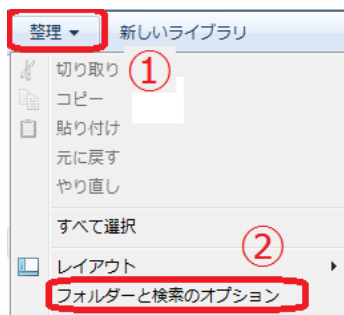 整理 ▼ 新しいライブラリ
切り取り ①
コピー
貼り付け
元に戻す
やり直し
すべて選択
②
レイアウト
フォルダーと検索のオプション